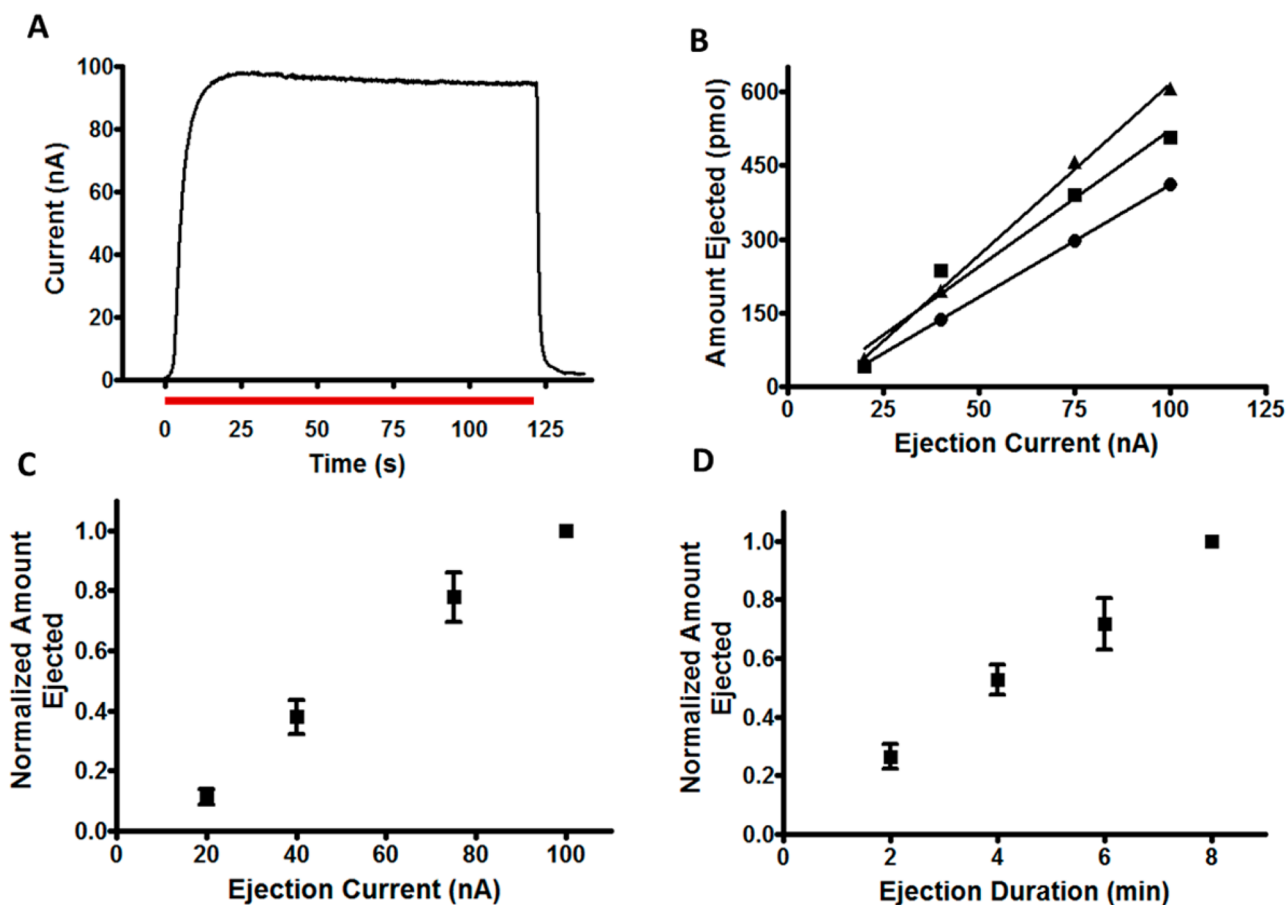 A
Current (nA)
100
80
60
40
20
0
0 25 50 75 100 125
Time (s)
B
Amount Ejected (pmol)
600
450
300
150
0
0 25 50 75 100 125
Ejection Current (nA)
C
Normalized Amount
Ejected
1.0
0.8
0.6
0.4
0.2
0.0
0 20 40 60 80 100
Ejection Current (nA)
D
Normalized Amount
Ejected
1.0
0.8
0.6
0.4
0.2
0.0
0 2 4 6 8
Ejection Duration (min)